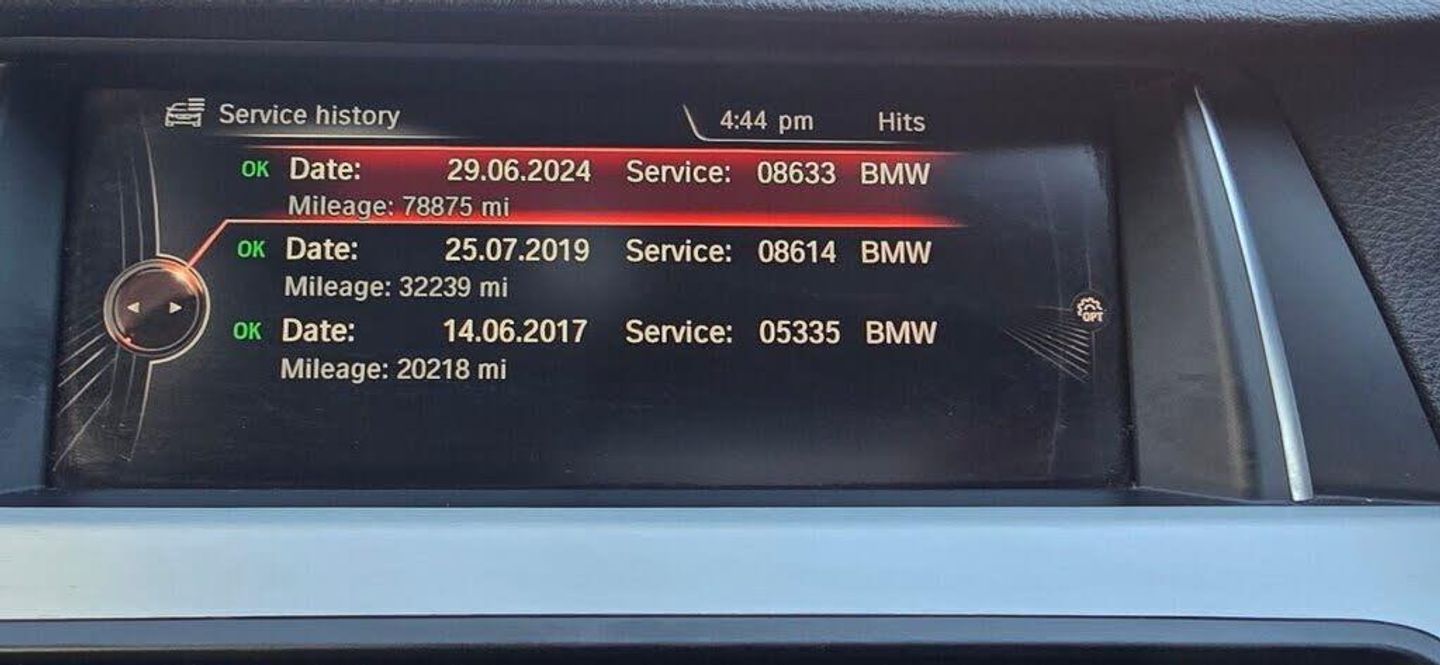 Service history 4:44 pm Hits
OK Date: 29.06.2024 Service: 08633 BMW
Mileage: 78875 mi
OK Date: 25.07.2019 Service: 08614 BMW
Mileage: 32239 mi
OPT
OK Date: 14.06.2017 Service: 05335 BMW
Mileage: 20218 mi